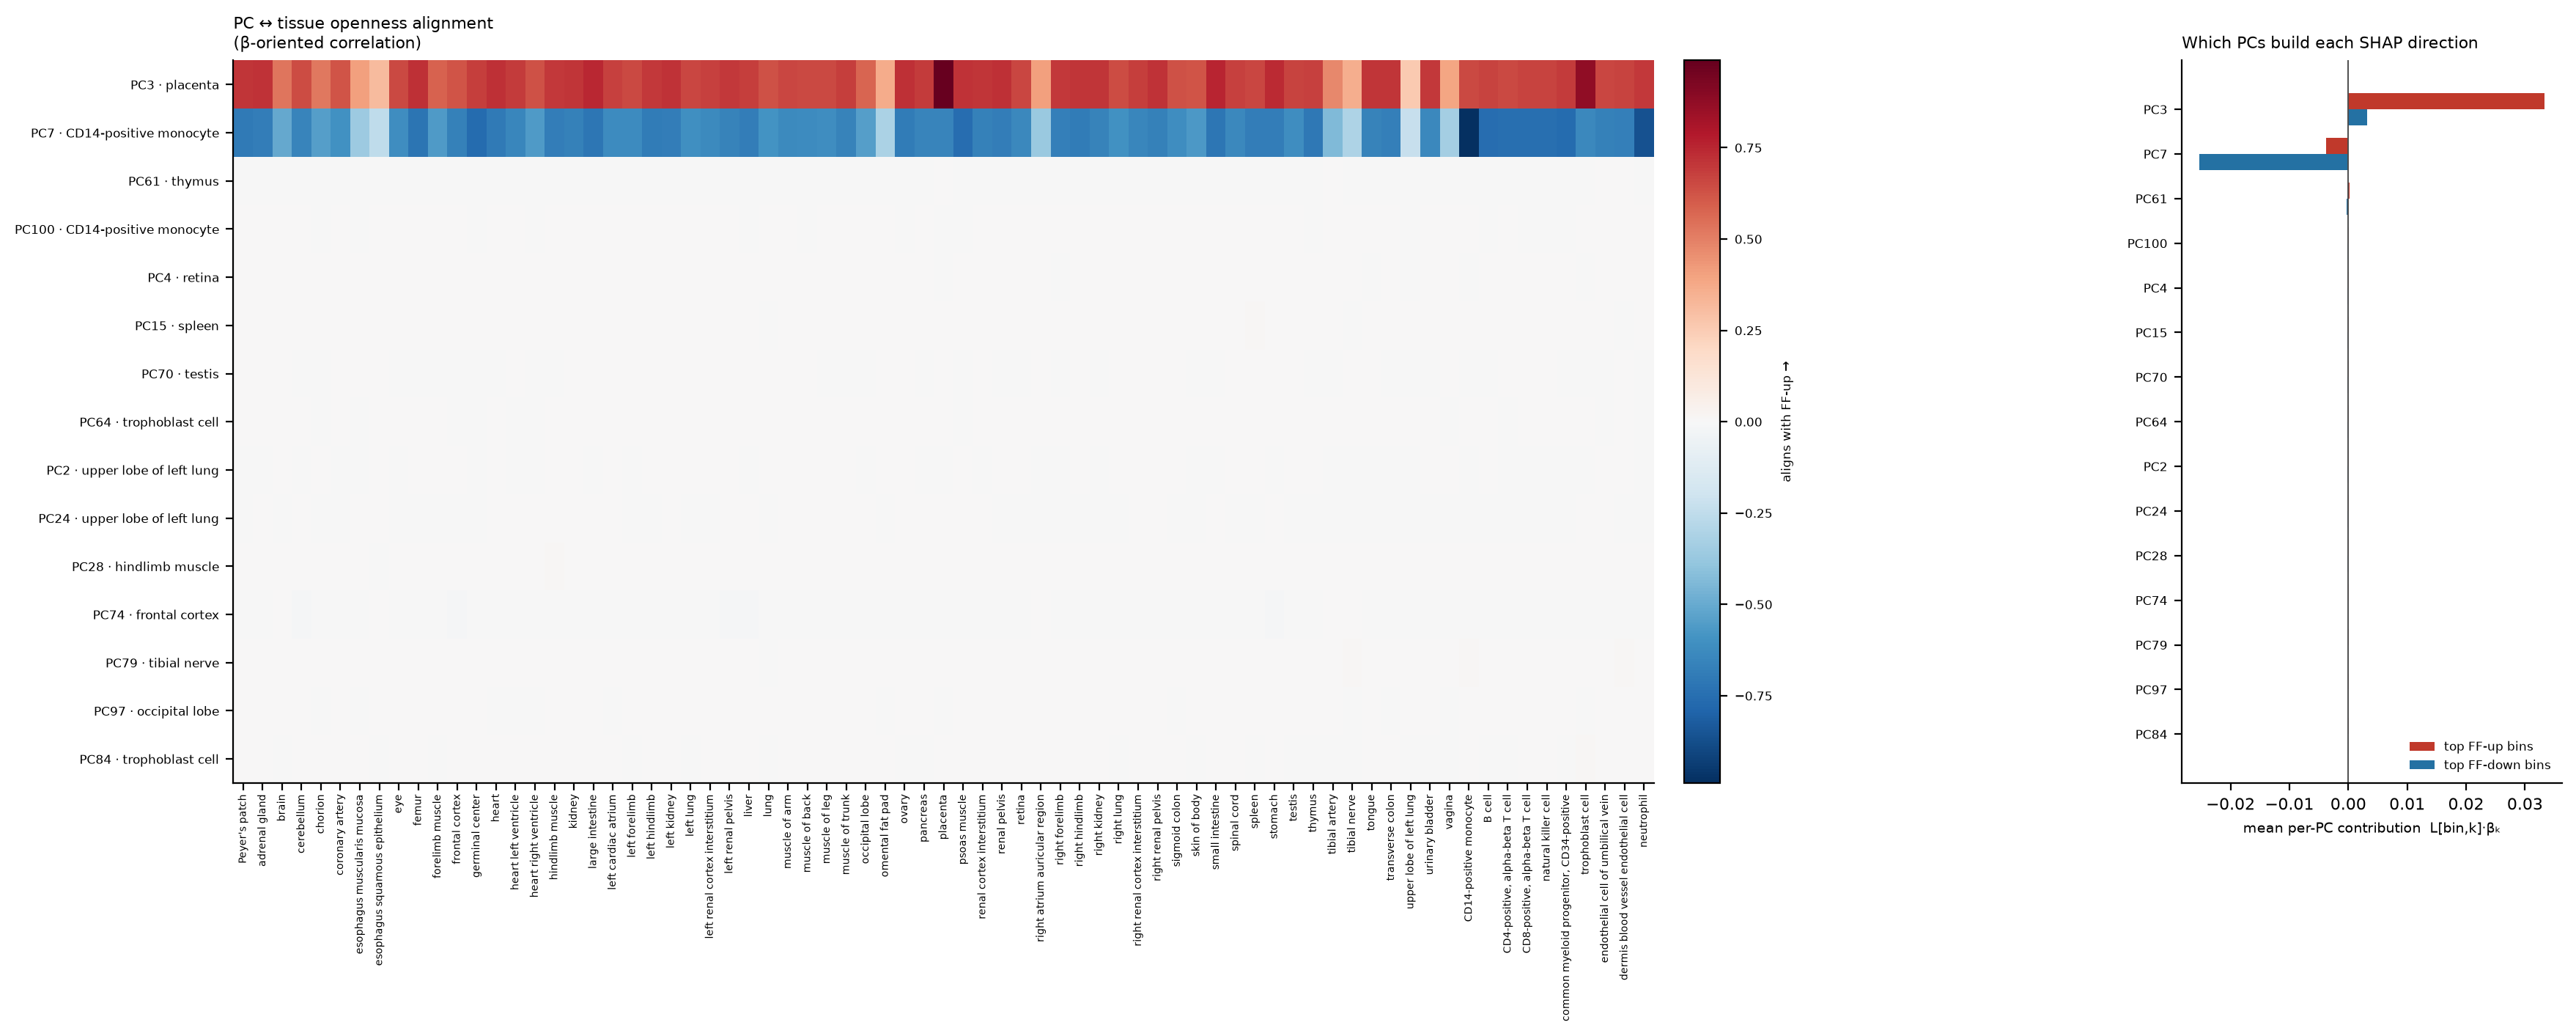 PC ↔ tissue openness alignment
(β-oriented correlation)
PC3 · placenta
PC7 · CD14-positive monocyte
PC61 · thymus
PC100 · CD14-positive monocyte
PC4 · retina
PC15 · spleen
PC70 · testis
PC64 · trophoblast cell
PC2 · upper lobe of left lung
PC24 · upper lobe of left lung
PC28 · hindlimb muscle
PC74 · frontal cortex
PC79 · tibial nerve
PC97 · occipital lobe
PC84 · trophoblast cell
Peyer's patch
adrenal gland
brain
cerebellum
chorion
coronary artery
esophagus muscularis mucosa
esophagus squamous epithelium
eye
femur
forelimb muscle
frontal cortex
germinal center
heart
heart left ventricle
heart right ventricle
hindlimb muscle
kidney
large intestine
left cardiac atrium
left forelimb
left hindlimb
left kidney
left lung
left renal cortex interstitium
left renal pelvis
liver
lung
muscle of arm
muscle of back
muscle of leg
muscle of trunk
occipital lobe
omental fat pad
ovary
pancreas
placenta
psoas muscle
renal cortex interstitium
renal pelvis
retina
right atrium auricular region
right forelimb
right hindlimb
right kidney
right lung
right renal cortex interstitium
right renal pelvis
sigmoid colon
skin of body
small intestine
spinal cord
spleen
stomach
testis
thymus
tibial artery
tibial nerve
tongue
transverse colon
upper lobe of left lung
urinary bladder
vagina
CD14-positive monocyte
B cell
CD4-positive, alpha-beta T cell
CD8-positive, alpha-beta T cell
natural killer cell
common myeloid progenitor, CD34-positive
trophoblast cell
endothelial cell of umbilical vein
dermis blood vessel endothelial cell
neutrophil
0.75
0.50
0.25
0.00
−0.25
−0.50
−0.75
aligns with FF-up →
Which PCs build each SHAP direction
PC3
PC7
PC61
PC100
PC4
PC15
PC70
PC64
PC2
PC24
PC28
PC74
PC79
PC97
PC84
top FF-up bins
top FF-down bins
−0.02 −0.01 0.00 0.01 0.02 0.03
mean per-PC contribution L[bin,k]·βₖ